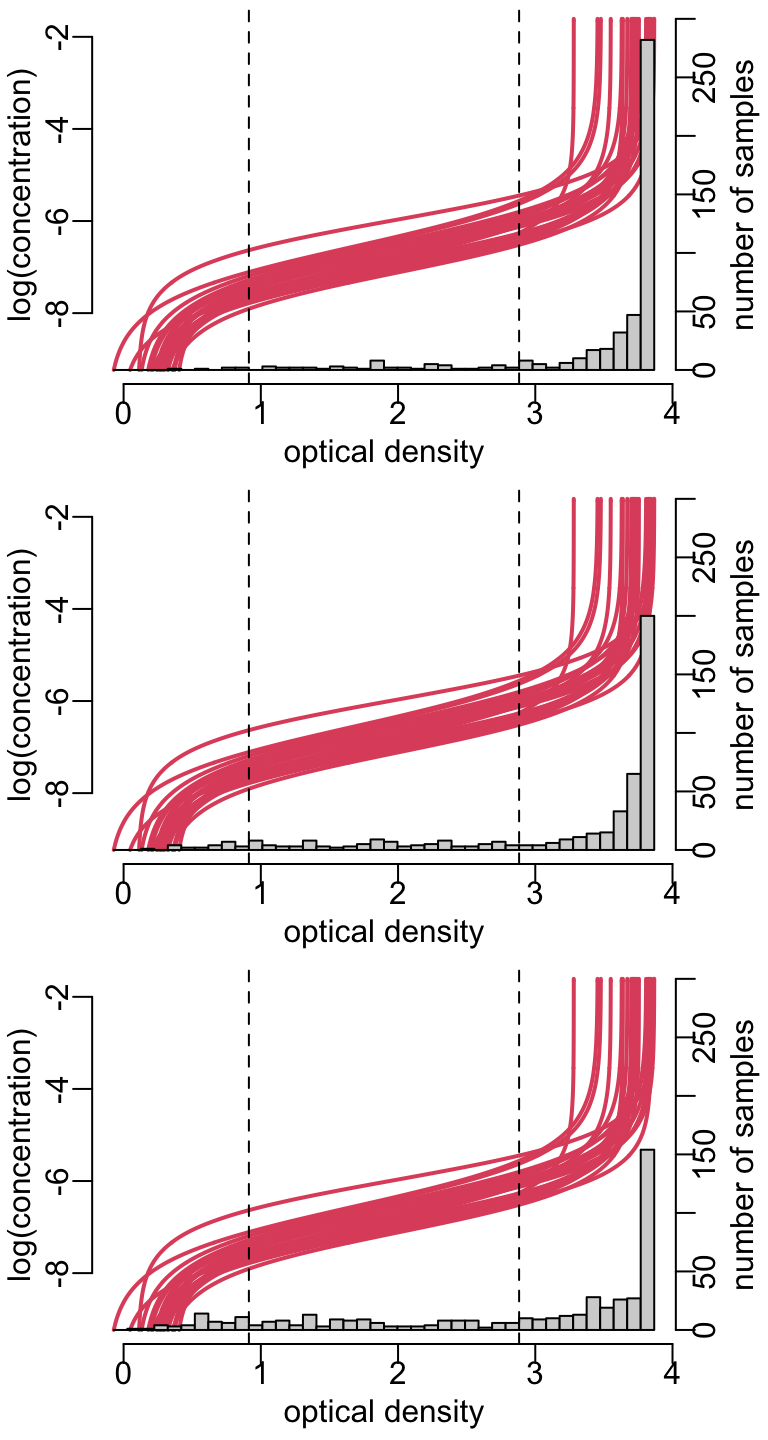 -2
-4
-6
-8
log(concentration)
0
50
150
250
number of samples
0 1 2 3 4
optical density
-2
-4
-6
-8
log(concentration)
0
50
150
250
number of samples
0 1 2 3 4
optical density
-2
-4
-6
-8
log(concentration)
0
50
150
250
number of samples
0 1 2 3 4
optical density